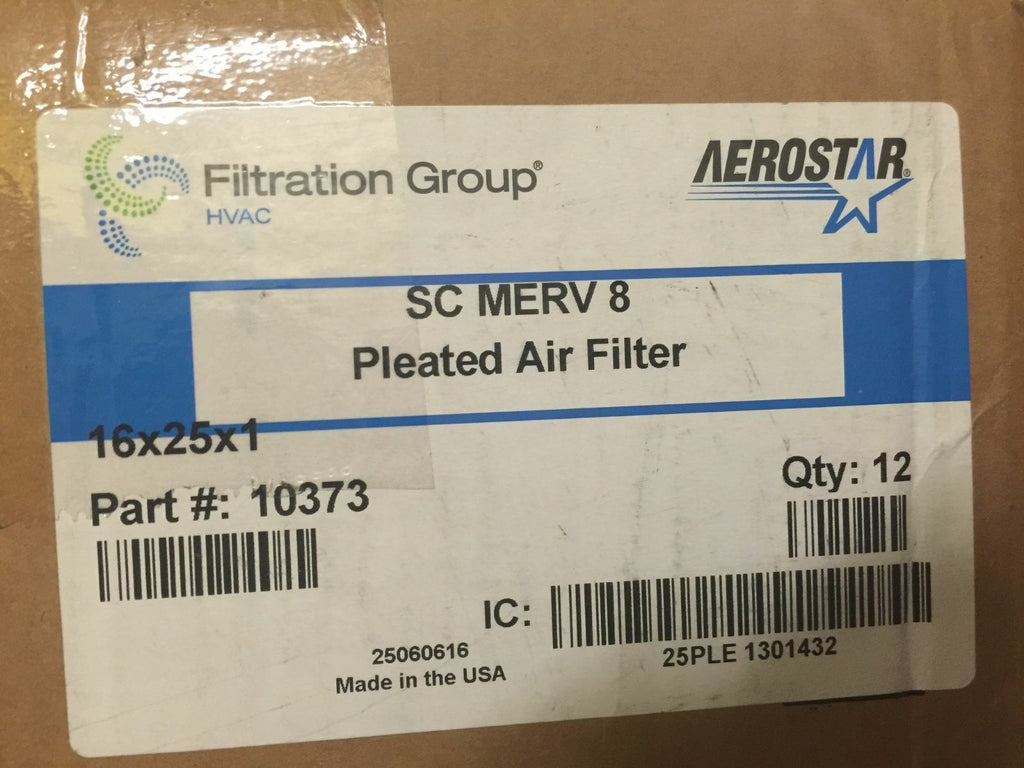 Filtration Group®
HVAC
AEROSTAR®
SC MERV 8
Pleated Air Filter
16x25x1
Part #: 10373
Qty: 12
IC:
25PLE 1301432
25060616
Made in the USA